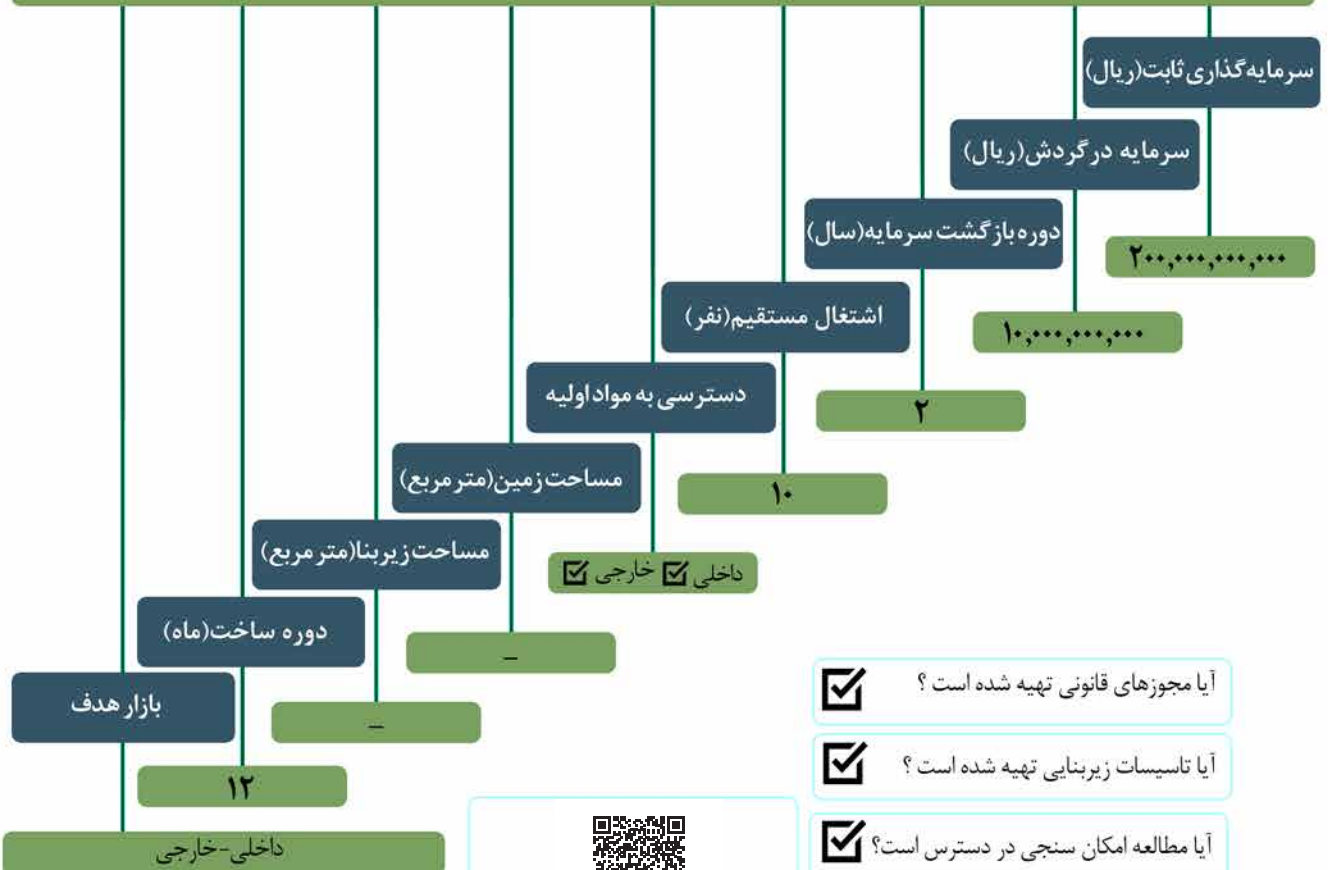 سرمایه‌گذاری ثابت(ریال)
۲۰۰,۰۰۰,۰۰۰,۰۰۰
سرمایه در گردش(ریال)
۱۰,۰۰۰,۰۰۰,۰۰۰
دوره بازگشت سرمایه(سال)
۲
اشتغال مستقیم(نفر)
۱۰
دسترسی به مواد اولیه
داخلی ☑ خارجی ☑
مساحت زمین(متر مربع)
–
مساحت زیربنا(متر مربع)
–
دوره ساخت(ماه)
۱۲
بازار هدف
داخلی-خارجی
آیا مجوزهای قانونی تهیه شده است ؟ ☑
آیا تاسیسات زیربنایی تهیه شده است ؟ ☑
آیا مطالعه امکان سنجی در دسترس است؟ ☑